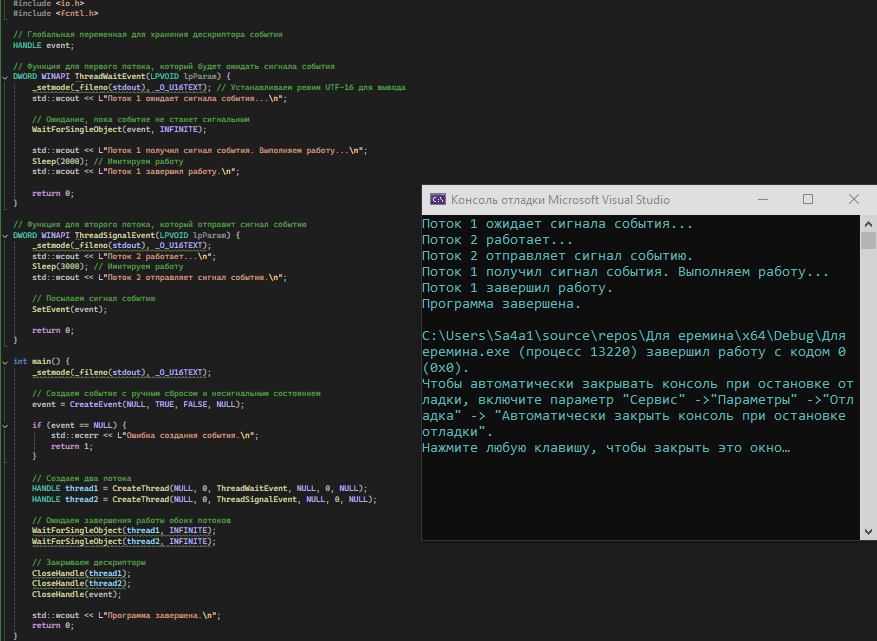 #include <io.h>
#include <fcntl.h>
// Глобальная переменная для хранения дескриптора события
HANDLE event;
// Функция для первого потока, который будет ожидать сигнала события
DWORD WINAPI ThreadWaitEvent(LPVOID lpParam) {
_setmode(_fileno(stdout), _O_U16TEXT); // Устанавливаем режим UTF-16 для вывода
std::wcout << L"Поток 1 ожидает сигнала события...\n";
// Ожидание, пока событие не станет сигнальным
WaitForSingleObject(event, INFINITE);
std::wcout << L"Поток 1 получил сигнал события. Выполняем работу...\n";
Sleep(2000); // Имитируем работу
std::wcout << L"Поток 1 завершил работу.\n";
return 0;
}
// Функция для второго потока, который отправит сигнал событию
DWORD WINAPI ThreadSignalEvent(LPVOID lpParam) {
_setmode(_fileno(stdout), _O_U16TEXT);
std::wcout << L"Поток 2 работает...\n";
Sleep(3000); // Имитируем работу
std::wcout << L"Поток 2 отправляет сигнал событию.\n";
// Посылаем сигнал событию
SetEvent(event);
return 0;
}
int main() {
_setmode(_fileno(stdout), _O_U16TEXT);
// Создаем событие с ручным сбросом и несигнальным состоянием
event = CreateEvent(NULL, TRUE, FALSE, NULL);
if (event == NULL) {
std::wcerr << L"Ошибка создания события.\n";
return 1;
}
// Создаем два потока
HANDLE thread1 = CreateThread(NULL, 0, ThreadWaitEvent, NULL, 0, NULL);
HANDLE thread2 = CreateThread(NULL, 0, ThreadSignalEvent, NULL, 0, NULL);
// Ожидаем завершения работы обоих потоков
WaitForSingleObject(thread1, INFINITE);
WaitForSingleObject(thread2, INFINITE);
// Закрываем дескрипторы
CloseHandle(thread1);
CloseHandle(thread2);
CloseHandle(event);
std::wcout << L"Программа завершена.\n";
return 0;
}
C:\ Консоль отладки Microsoft Visual Studio
Поток 1 ожидает сигнала события...
Поток 2 работает...
Поток 2 отправляет сигнал событию.
Поток 1 получил сигнал события. Выполняем работу...
Поток 1 завершил работу.
Программа завершена.
C:\Users\Sa4a1\source\repos\Для еремина\x64\Debug\Для
еремина.exe (процесс 13220) завершил работу с кодом 0
(0x0).
Чтобы автоматически закрывать консоль при остановке от
ладки, включите параметр "Сервис" ->"Параметры" ->"Отл
адка" -> "Автоматически закрыть консоль при остановке
отладки".
Нажмите любую клавишу, чтобы закрыть это окно…